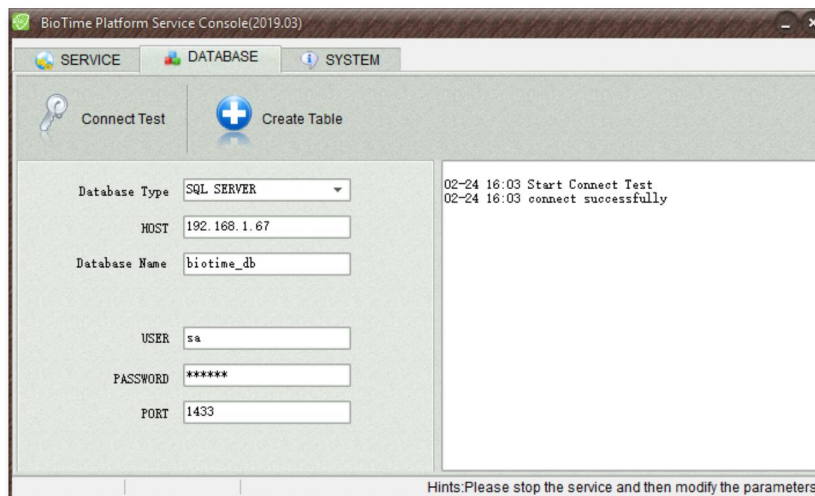 BioTime Platform Service Console(2019.03)
SERVICE
DATABASE
SYSTEM
Connect Test
Create Table
Database Type SQL SERVER
HOST 192.168.1.67
Database Name biotime_db
USER sa
PASSWORD ******
PORT 1433
02-24 16:03 Start Connect Test
02-24 16:03 connect successfully
Hints:Please stop the service and then modify the parameters